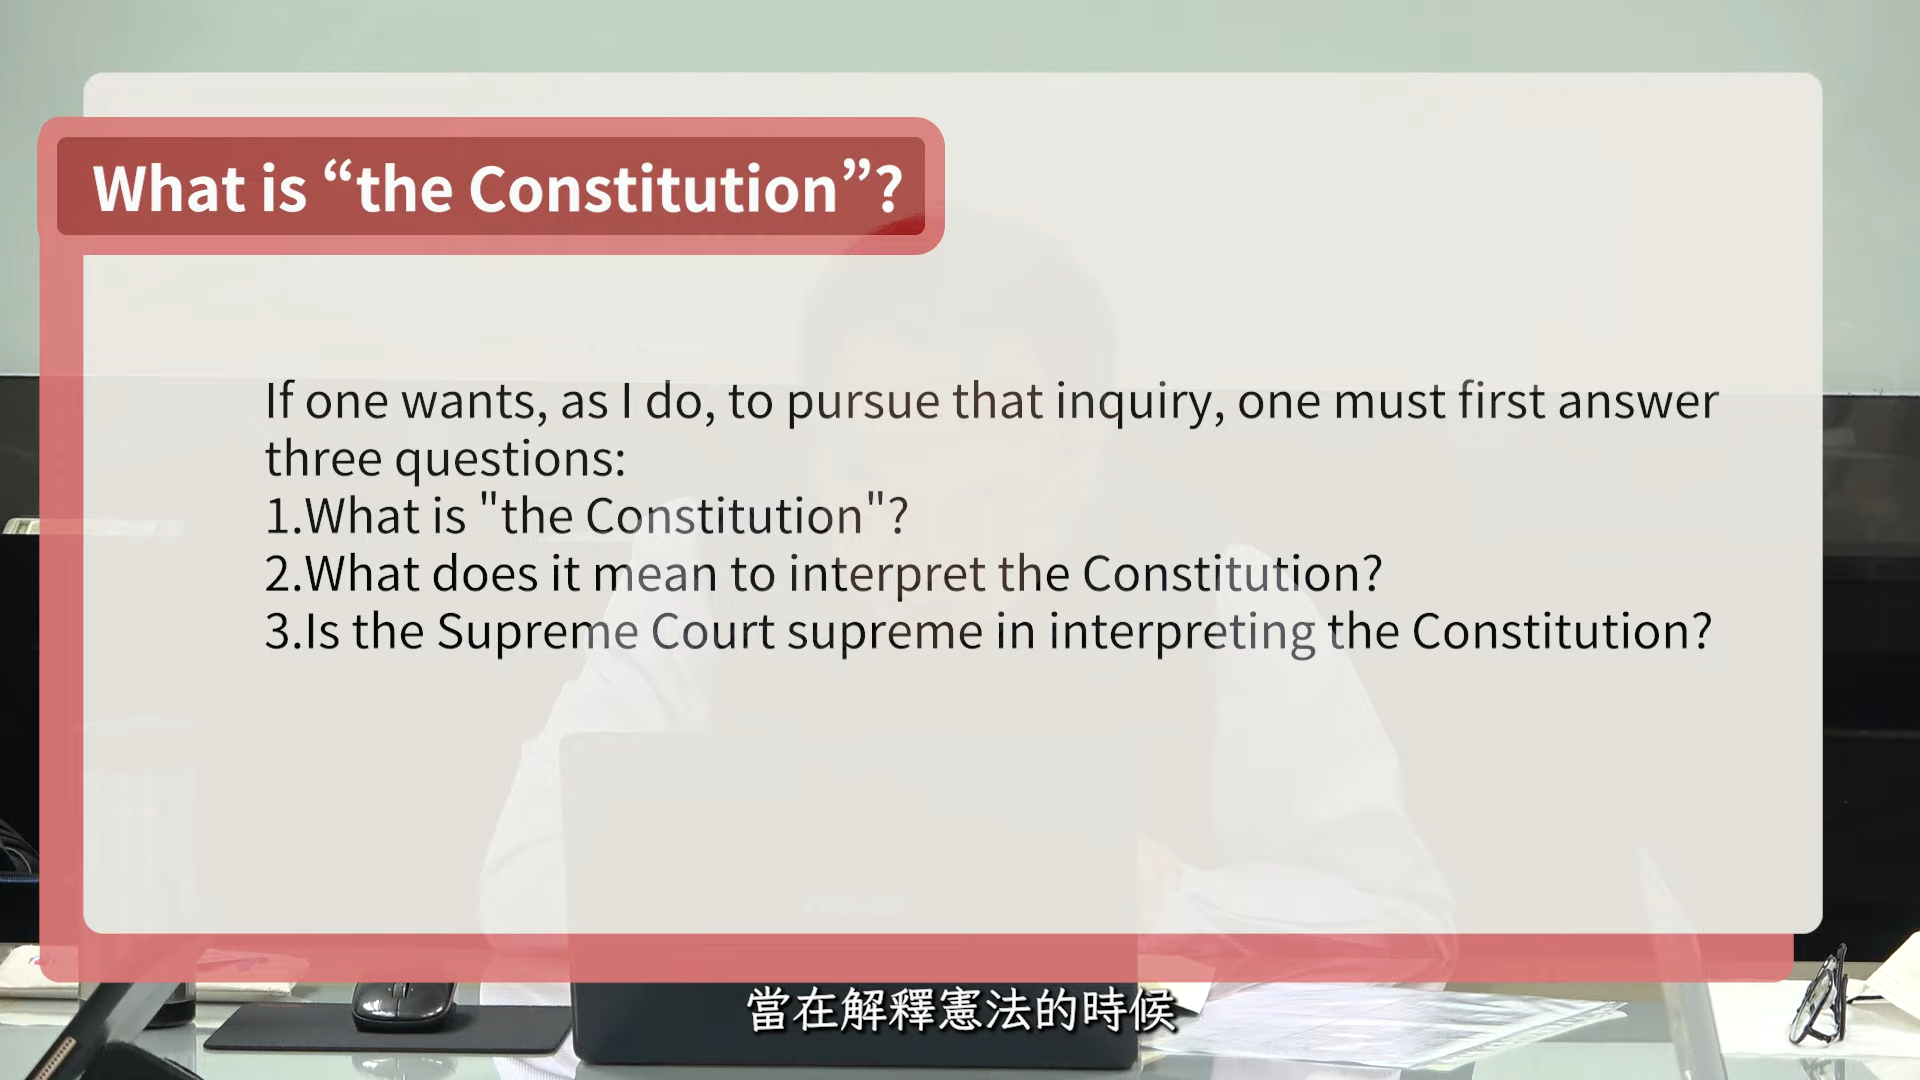 What is “the Constitution”?
If one wants, as I do, to pursue that inquiry, one must first answer
three questions:
1.What is "the Constitution"?
2.What does it mean to interpret the Constitution?
3.Is the Supreme Court supreme in interpreting the Constitution?
當在解釋憲法的時候